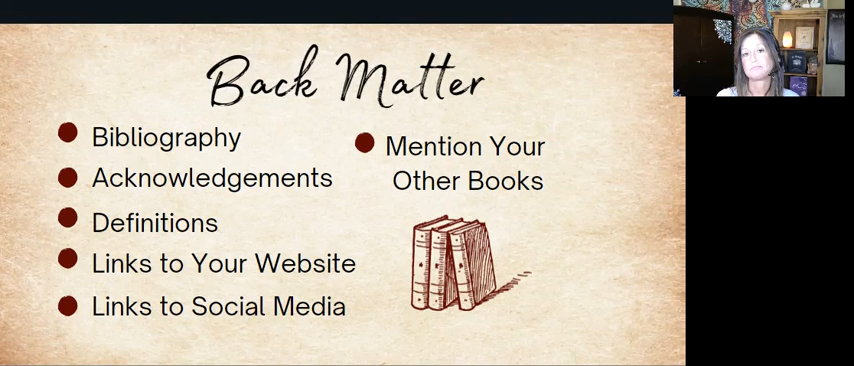 Back Matter
Bibliography
Acknowledgements
Definitions
Links to Your Website
Links to Social Media
Mention Your
Other Books